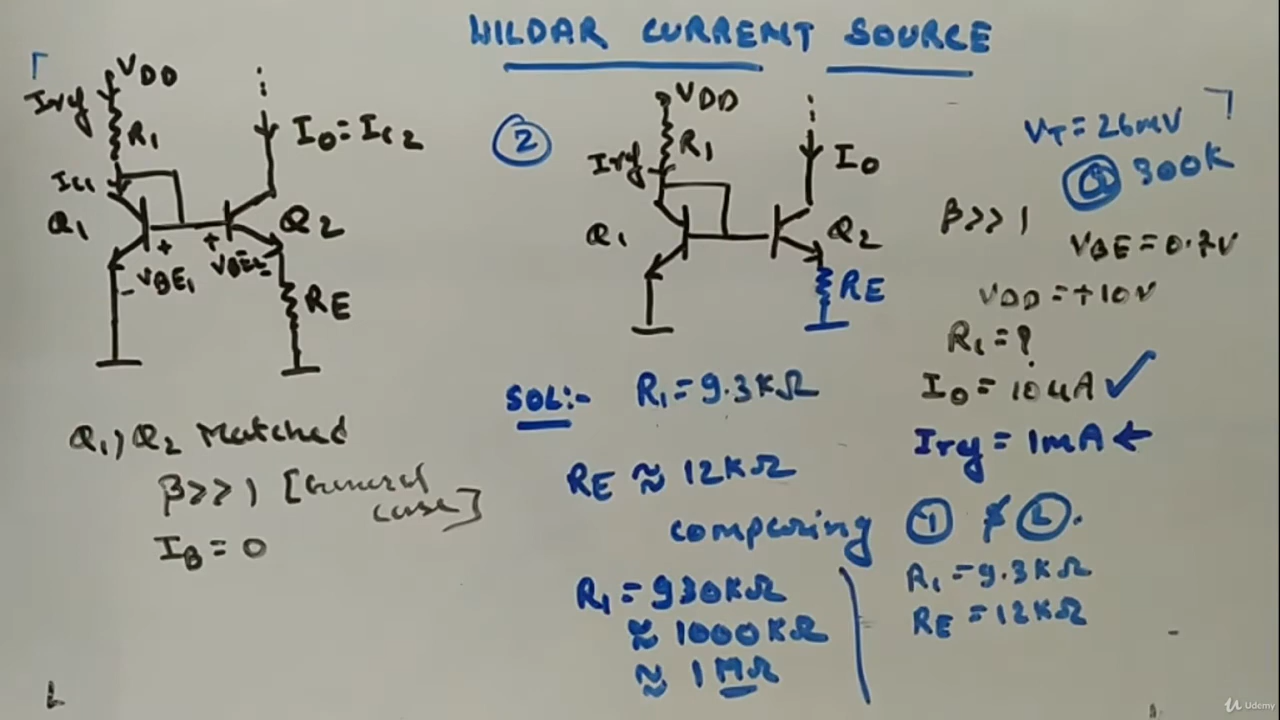 WILDAR CURRENT SOURCE
VDD
Iref
R1
IC1
I0 = IC2
Q1
Q2
+
+
VBE1
VBE2
-
-
RE
Q1, Q2 Matched
β>>1 [General case]
IB = 0
2
VDD
R1
Iref
I0
Q1
Q2
RE
VT = 26mV
@ 300K
β>>1
VBE = 0.7V
VDD = +10V
R1 = ?
I0 = 10uA ✓
Iref = 1mA ←
SOL:- R1 = 9.3KΩ
RE ≈ 12KΩ
comparing 1 & 2.
R1 = 930KΩ
≈ 1000KΩ
≈ 1MΩ
R1 = 9.3KΩ
RE = 12KΩ
Udemy